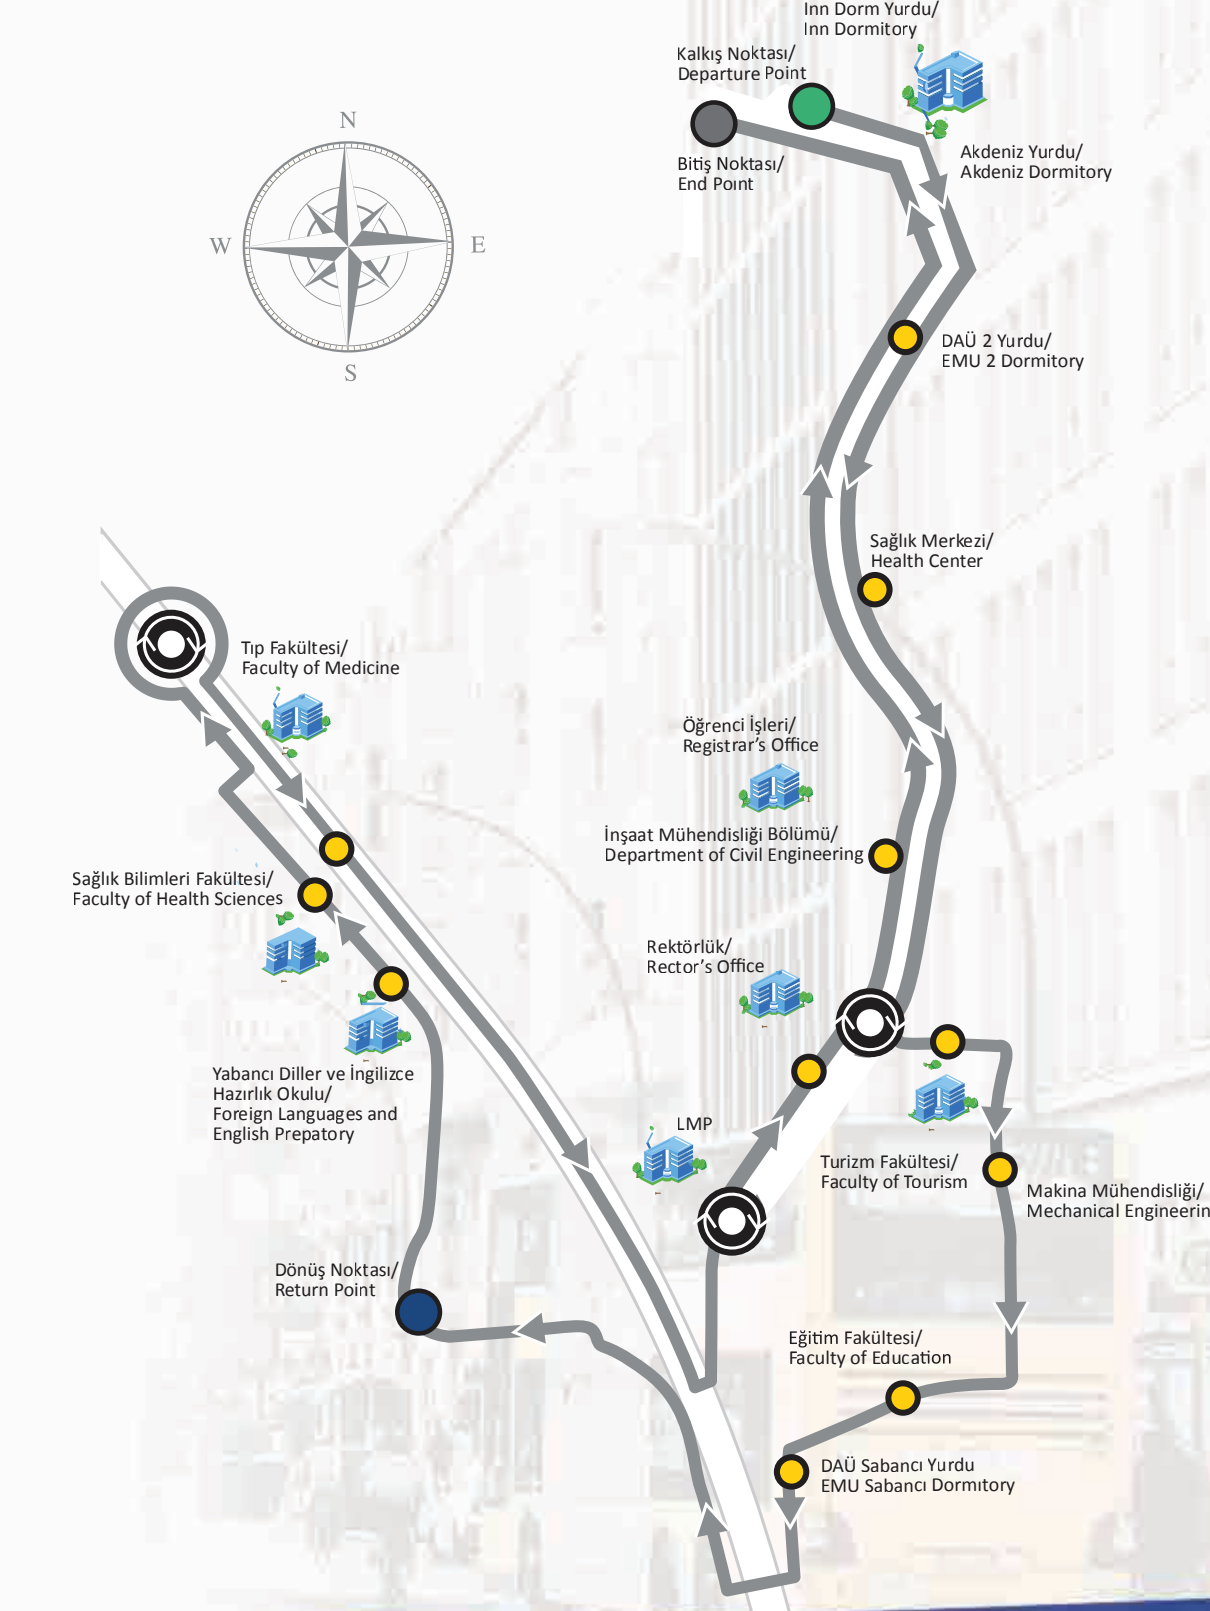 Inn Dorm Yurdu/
Inn Dormitory
Kalkış Noktası/
Departure Point
Bitiş Noktası/
End Point
Akdeniz Yurdu/
Akdeniz Dormitory
N
W
E
S
DAÜ 2 Yurdu/
EMU 2 Dormitory
Sağlık Merkezi/
Health Center
Tıp Fakültesi/
Faculty of Medicine
Öğrenci İşleri/
Registrar's Office
İnşaat Mühendisliği Bölümü/
Department of Civil Engineering
Sağlık Bilimleri Fakültesi/
Faculty of Health Sciences
Rektörlük/
Rector's Office
Yabancı Diller ve İngilizce
Hazırlık Okulu/
Foreign Languages and
English Prepatory
LMP
Turizm Fakültesi/
Faculty of Tourism
Makina Mühendisliği/
Mechanical Engineerin
Dönüş Noktası/
Return Point
Eğitim Fakültesi/
Faculty of Education
DAÜ Sabancı Yurdu
EMU Sabancı Dormıtory